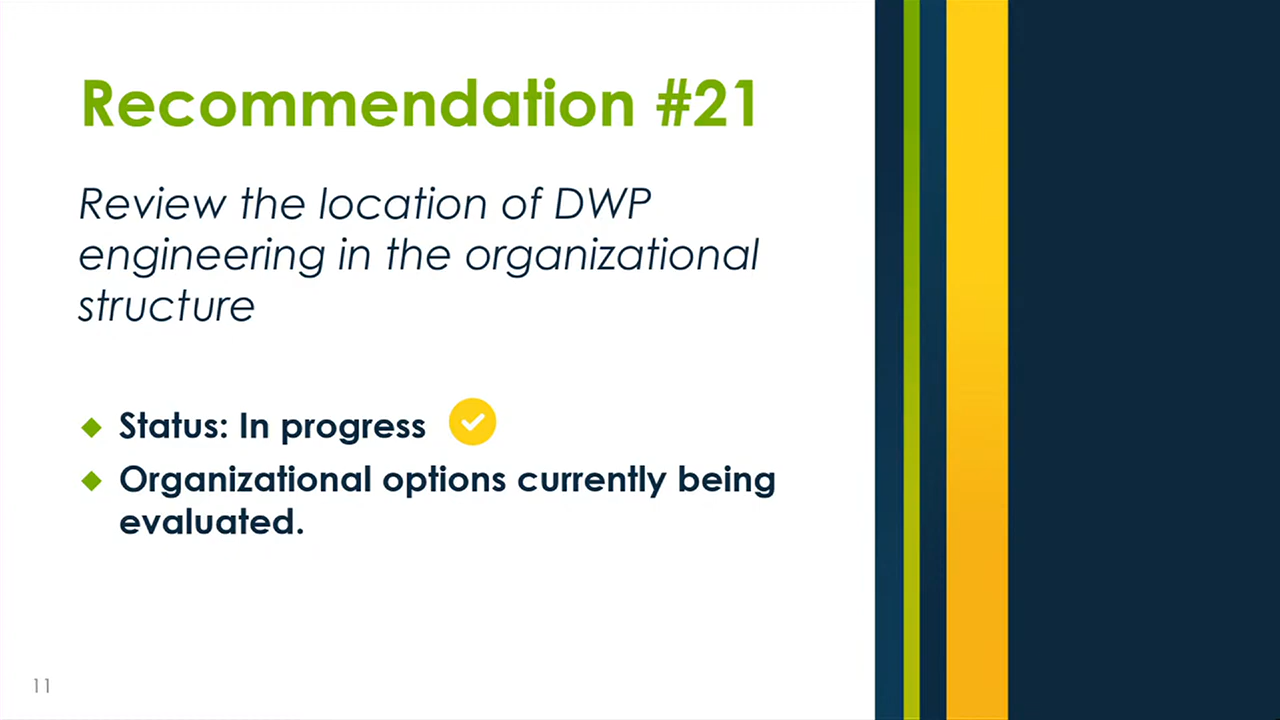 Recommendation #21
Review the location of DWP
engineering in the organizational
structure
Status: In progress
Organizational options currently being
evaluated.
11